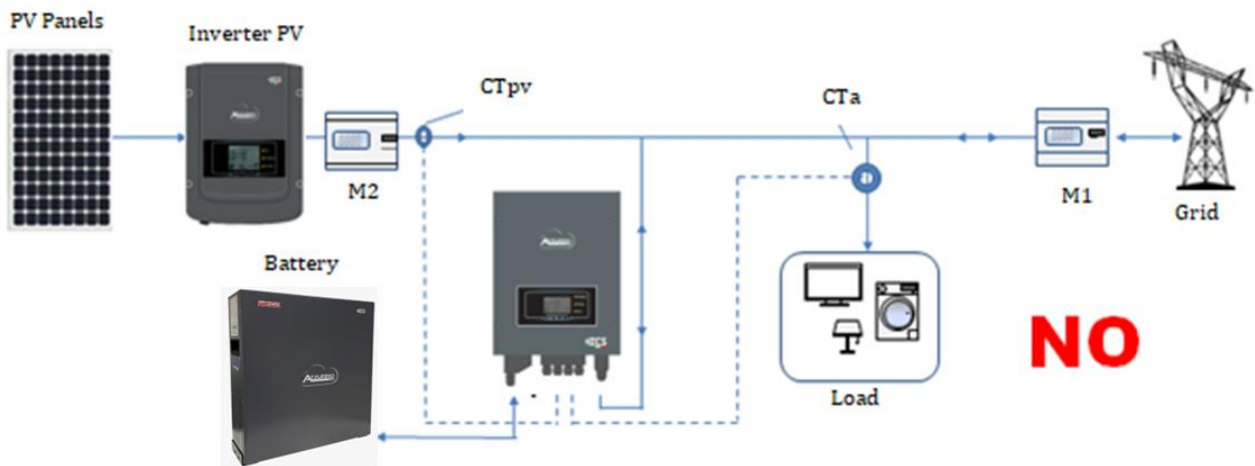 PV Panels
Inverter PV
CTpv
CTa
M2
M1
Grid
Battery
Load
NO